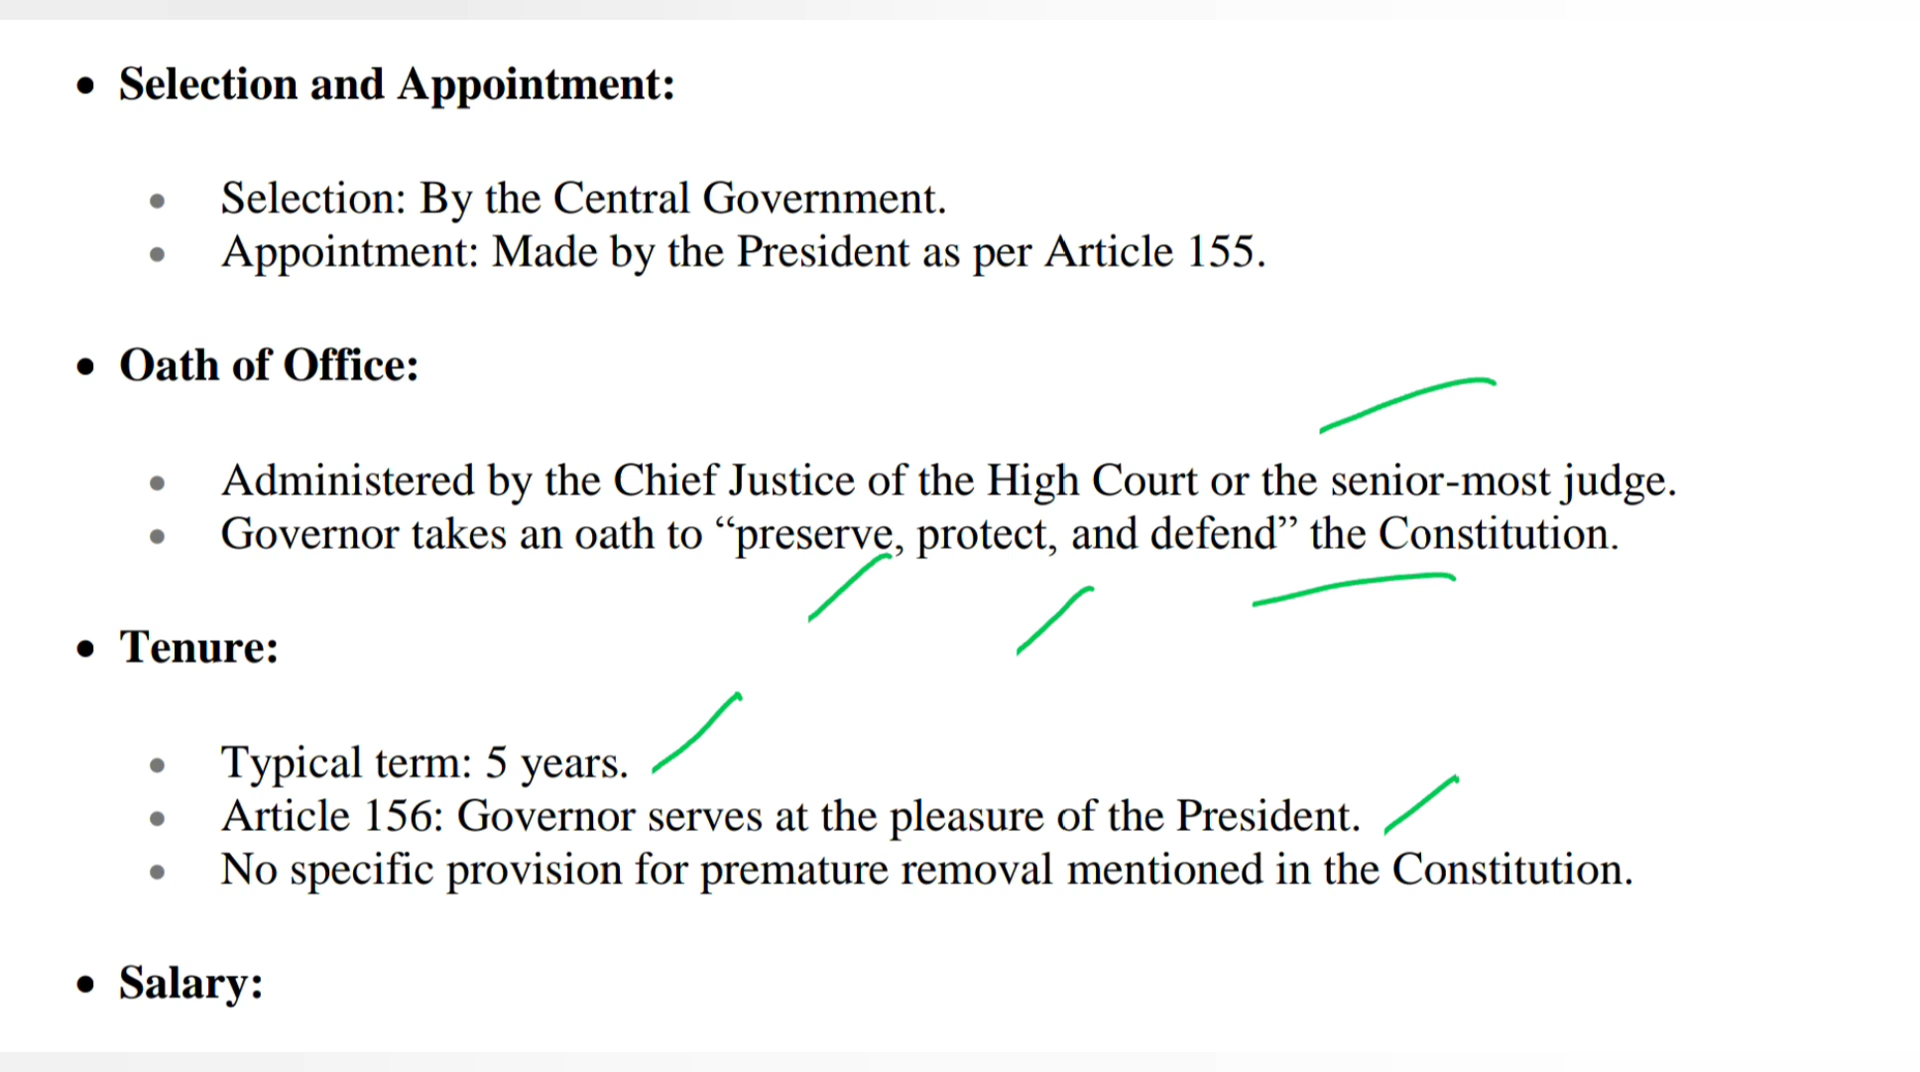 • Selection and Appointment:
• Selection: By the Central Government.
• Appointment: Made by the President as per Article 155.
• Oath of Office:
• Administered by the Chief Justice of the High Court or the senior-most judge.
• Governor takes an oath to “preserve, protect, and defend” the Constitution.
• Tenure:
• Typical term: 5 years.
• Article 156: Governor serves at the pleasure of the President.
• No specific provision for premature removal mentioned in the Constitution.
• Salary: